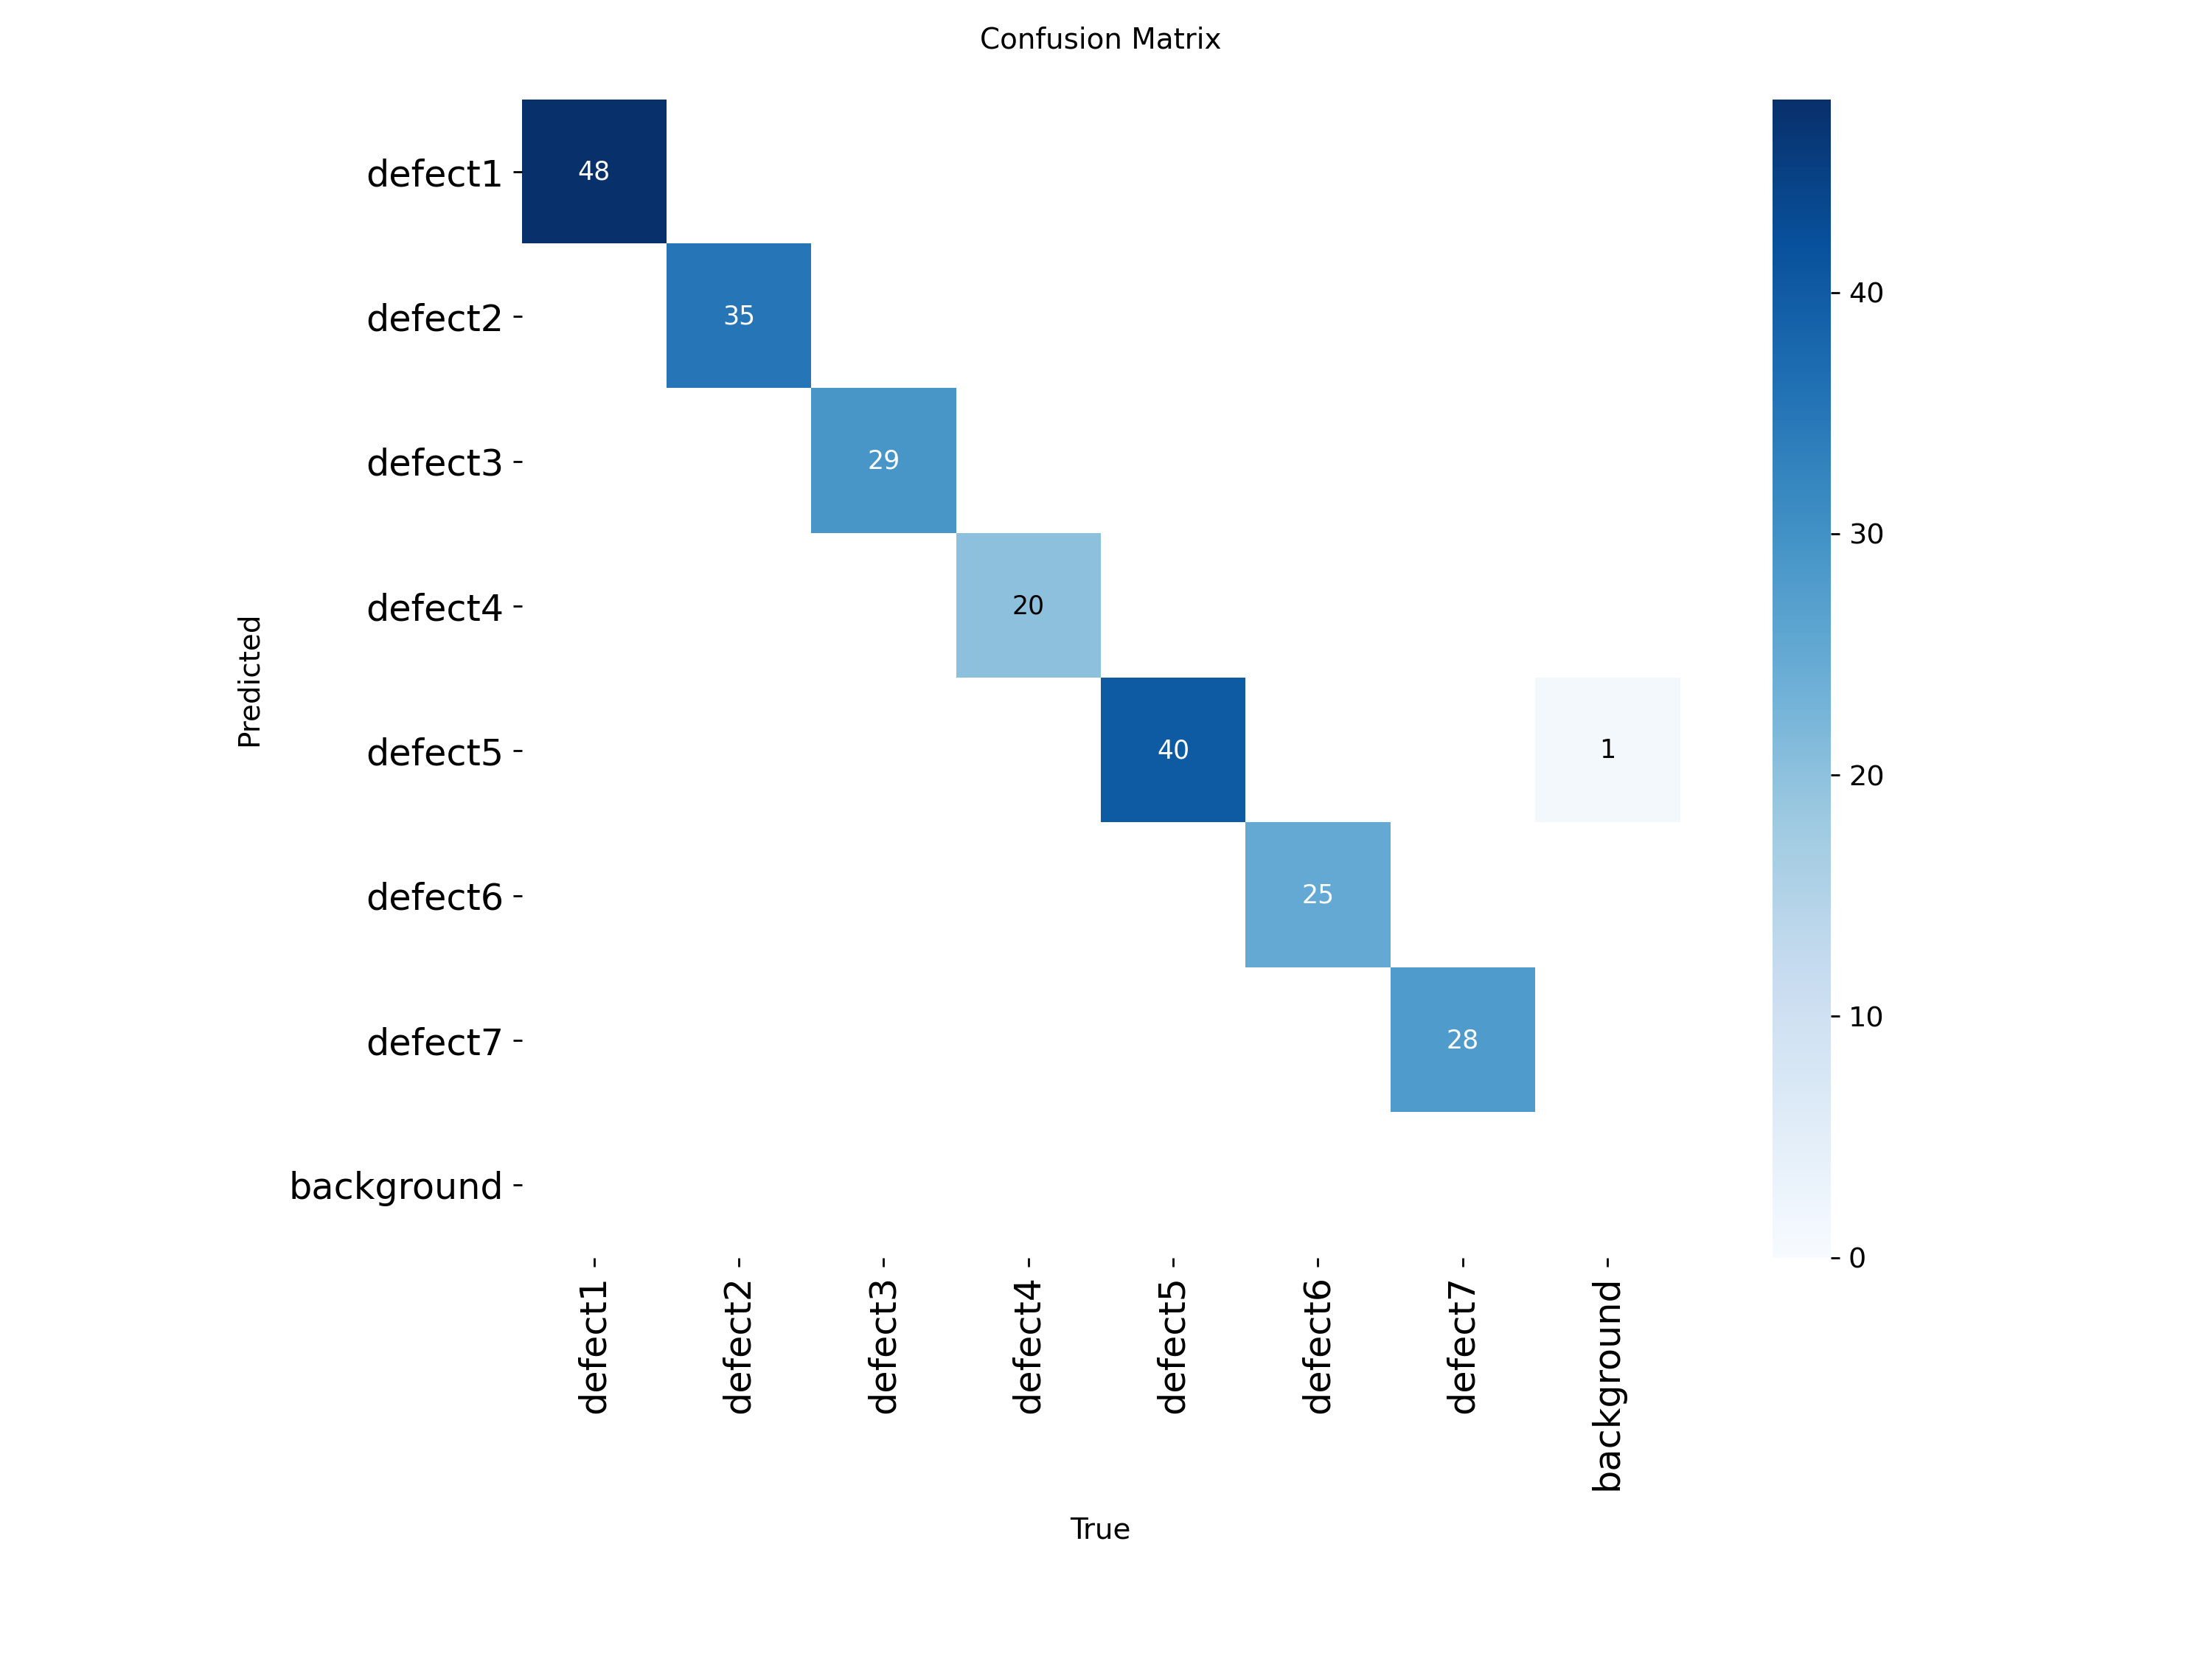 Confusion Matrix
defect1
48
defect2
35
40
defect3
29
30
defect4
20
Predicted
defect5
40
1
20
defect6
25
defect7
28
10
background
0
defect1 defect2 defect3 defect4 defect5 defect6 defect7 background
True